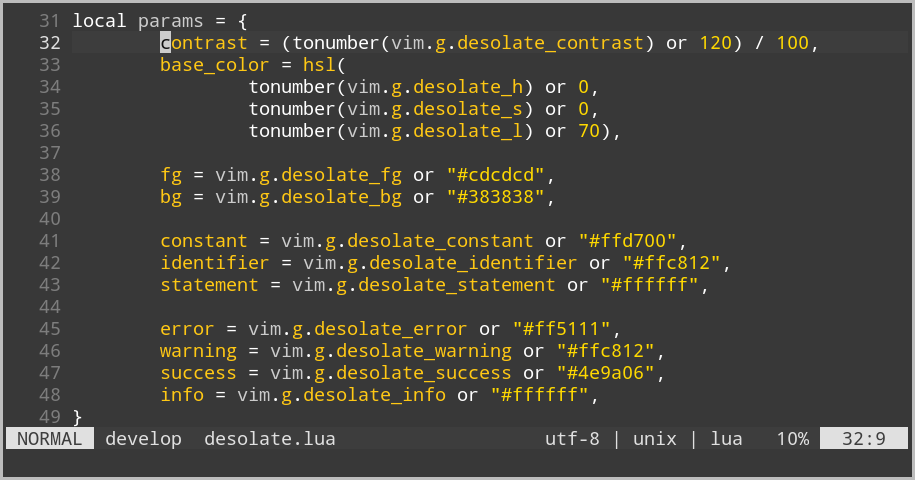 31 local params = {
32         contrast = (tonumber(vim.g.desolate_contrast) or 120) / 100,
33         base_color = hsl(
34                 tonumber(vim.g.desolate_h) or 0,
35                 tonumber(vim.g.desolate_s) or 0,
36                 tonumber(vim.g.desolate_l) or 70),
37
38         fg = vim.g.desolate_fg or "#cdcdcd",
39         bg = vim.g.desolate_bg or "#383838",
40
41         constant = vim.g.desolate_constant or "#ffd700",
42         identifier = vim.g.desolate_identifier or "#ffc812",
43         statement = vim.g.desolate_statement or "#ffffff",
44
45         error = vim.g.desolate_error or "#ff5111",
46         warning = vim.g.desolate_warning or "#ffc812",
47         success = vim.g.desolate_success or "#4e9a06",
48         info = vim.g.desolate_info or "#ffffff",
49 }
NORMAL develop desolate.lua utf-8 | unix | lua 10% 32:9